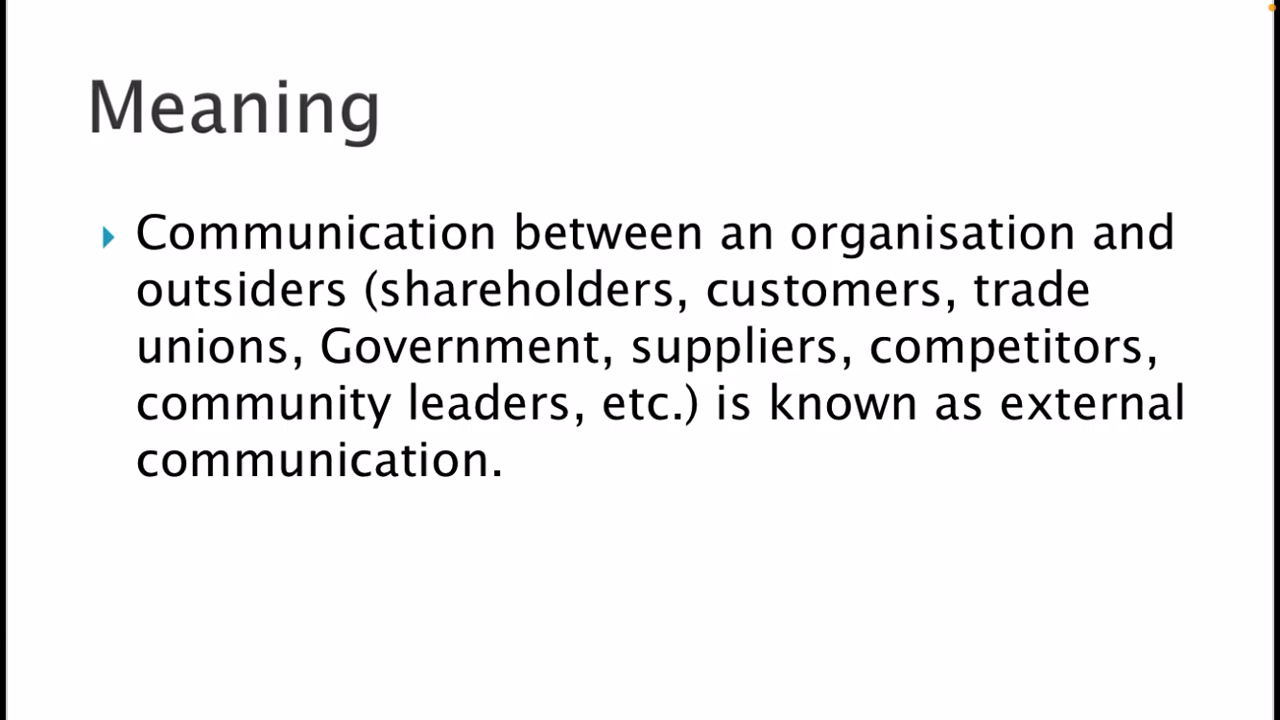 Meaning
Communication between an organisation and
outsiders (shareholders, customers, trade
unions, Government, suppliers, competitors,
community leaders, etc.) is known as external
communication.